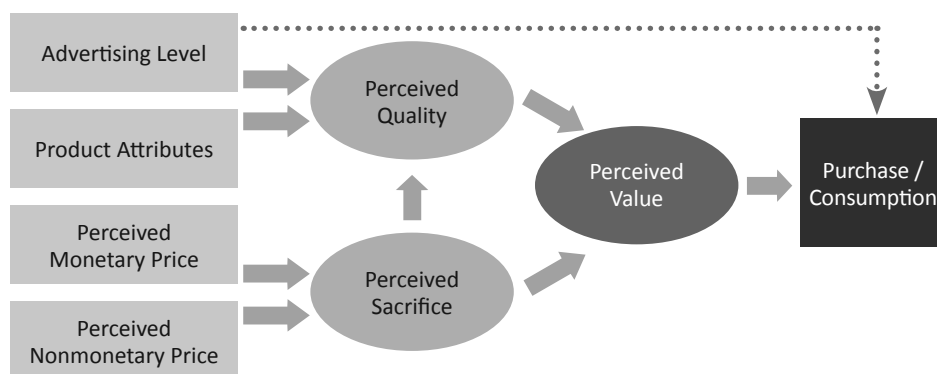 Advertising Level
Product Attributes
Perceived
Monetary Price
Perceived
Nonmonetary Price
Perceived
Quality
Perceived
Sacrifice
Perceived
Value
Purchase /
Consumption